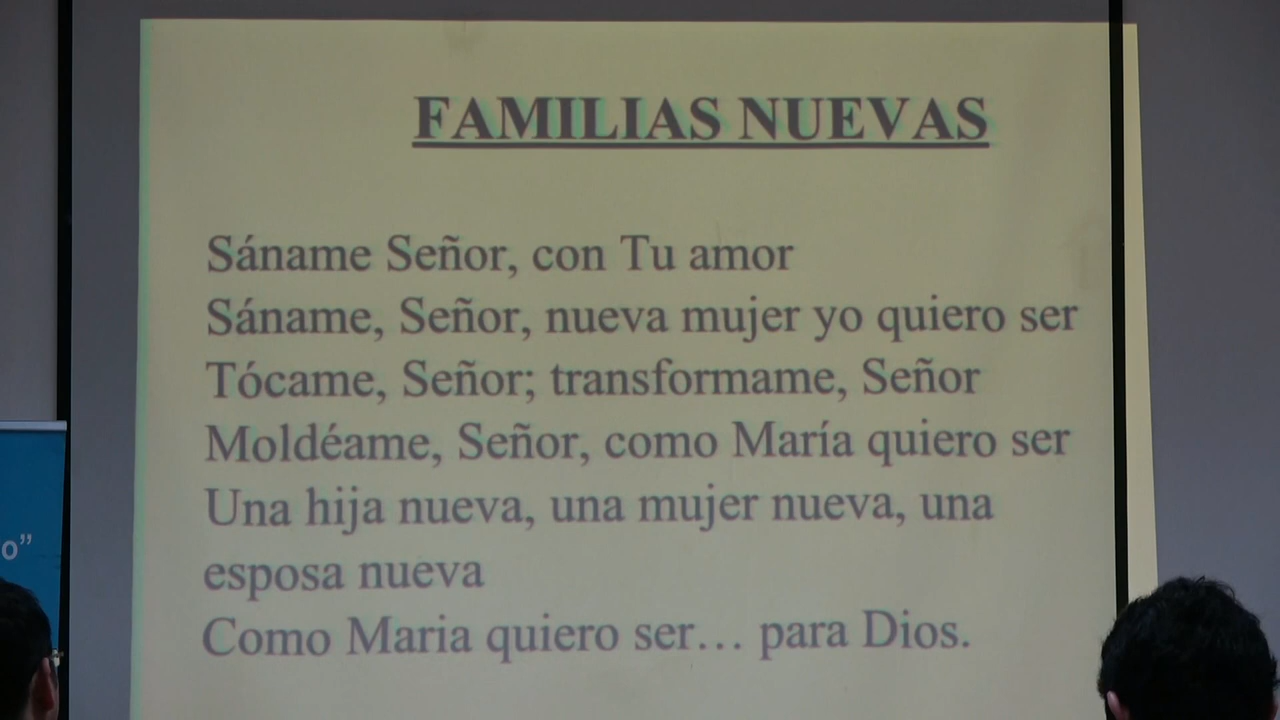 FAMILIAS NUEVAS
Sáname Señor, con Tu amor
Sáname, Señor, nueva mujer yo quiero ser
Tócame, Señor; transformame, Señor
Moldéame, Señor, como María quiero ser
Una hija nueva, una mujer nueva, una
esposa nueva
Como Maria quiero ser… para Dios.
o”